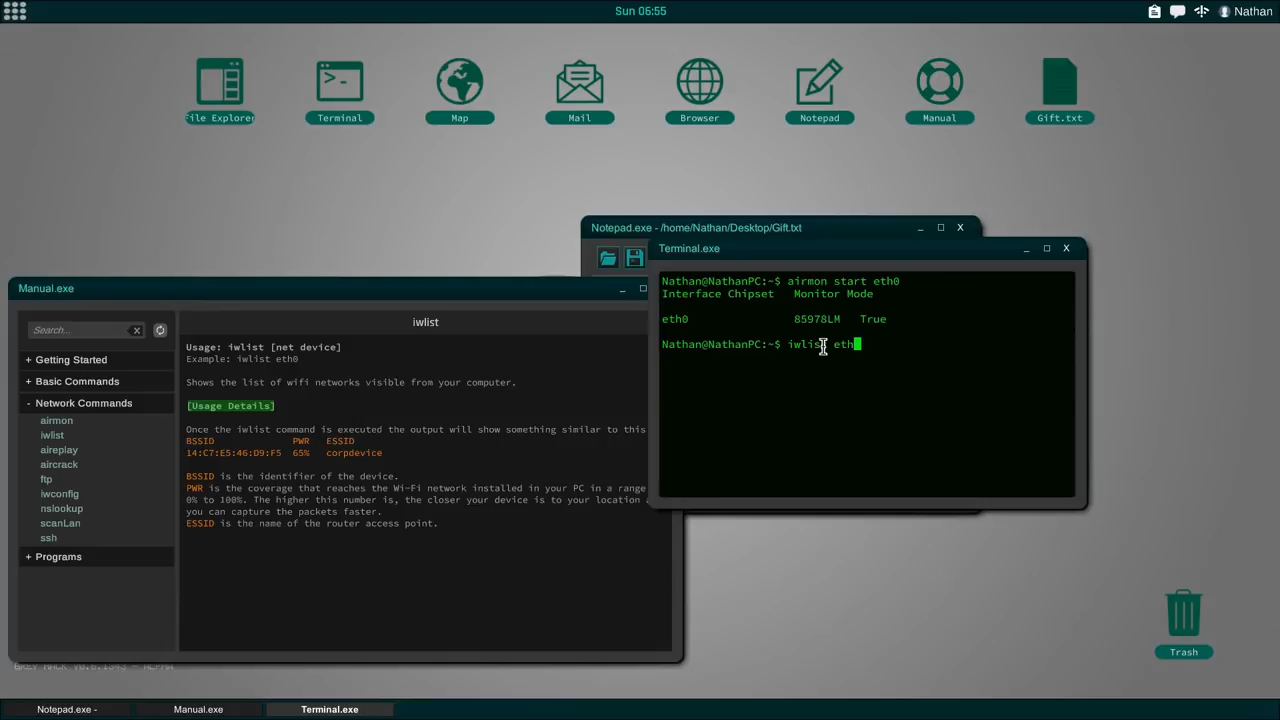 Sun 06:55
Nathan
File Explorer
Terminal
Map
Mail
Browser
Notepad
Manual
Gift.txt
Notepad.exe - /home/Nathan/Desktop/Gift.txt
_ X
Terminal.exe
_ X
Nathan@NathanPC:~$ airmon start eth0
Interface Chipset Monitor Mode
eth0 85978LM True
Nathan@NathanPC:~$ iwlist eth
Manual.exe
_
Search...
+ Getting Started
+ Basic Commands
- Network Commands
airmon
iwlist
aireplay
aircrack
ftp
iwconfig
nslookup
scanLan
ssh
+ Programs
iwlist
Usage: iwlist [net device]
Example: iwlist eth0
Shows the list of wifi networks visible from your computer.
[Usage Details]
Once the iwlist command is executed the output will show something similar to this
BSSID PWR ESSID
14:C7:E5:46:D9:F5 65% corpdevice
BSSID is the identifier of the device.
PWR is the coverage that reaches the Wi-Fi network installed in your PC in a range
0% to 100%. The higher this number is, the closer your device is to your location
you can capture the packets faster.
ESSID is the name of the router access point.
Trash
GREY HACK V0.6.1343 - ALPHA
Notepad.exe -
Manual.exe
Terminal.exe